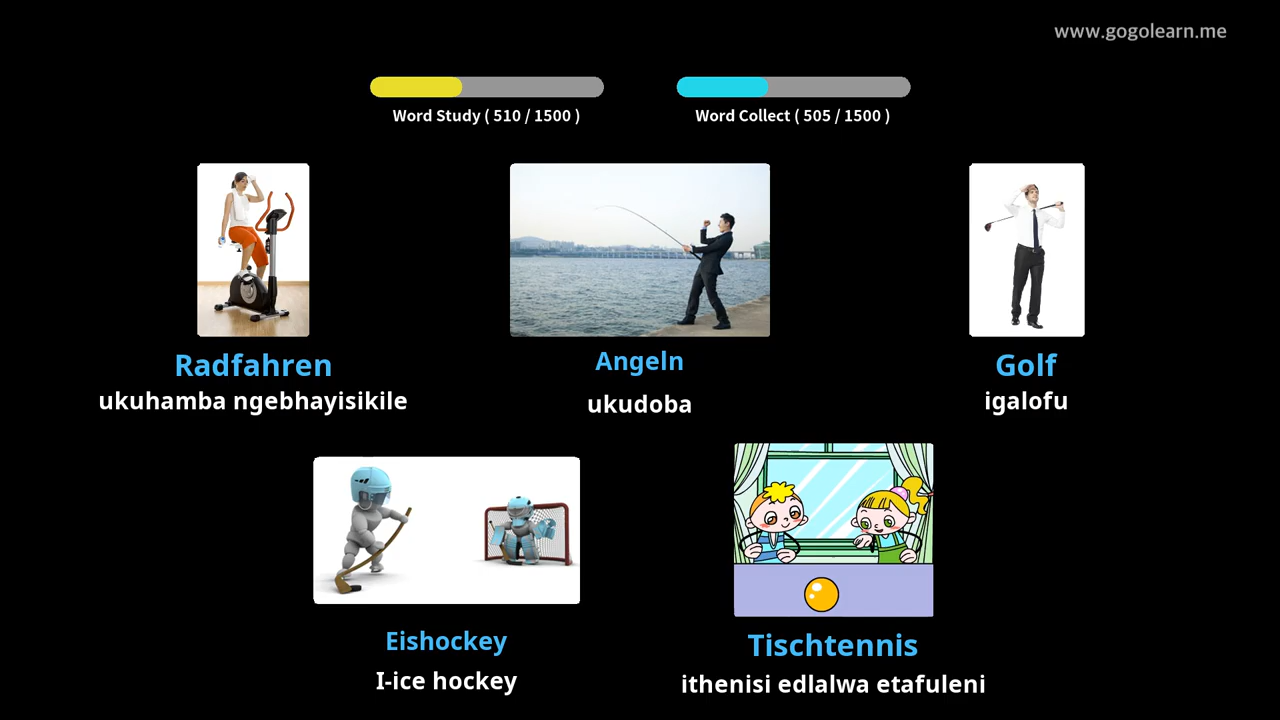 www.gogolearn.me
Word Study ( 510 / 1500 )
Word Collect ( 505 / 1500 )
Radfahren
ukuhamba ngebhayisikile
Angeln
ukudoba
Golf
igalofu
Eishockey
I-ice hockey
Tischtennis
ithenisi edlalwa etafuleni